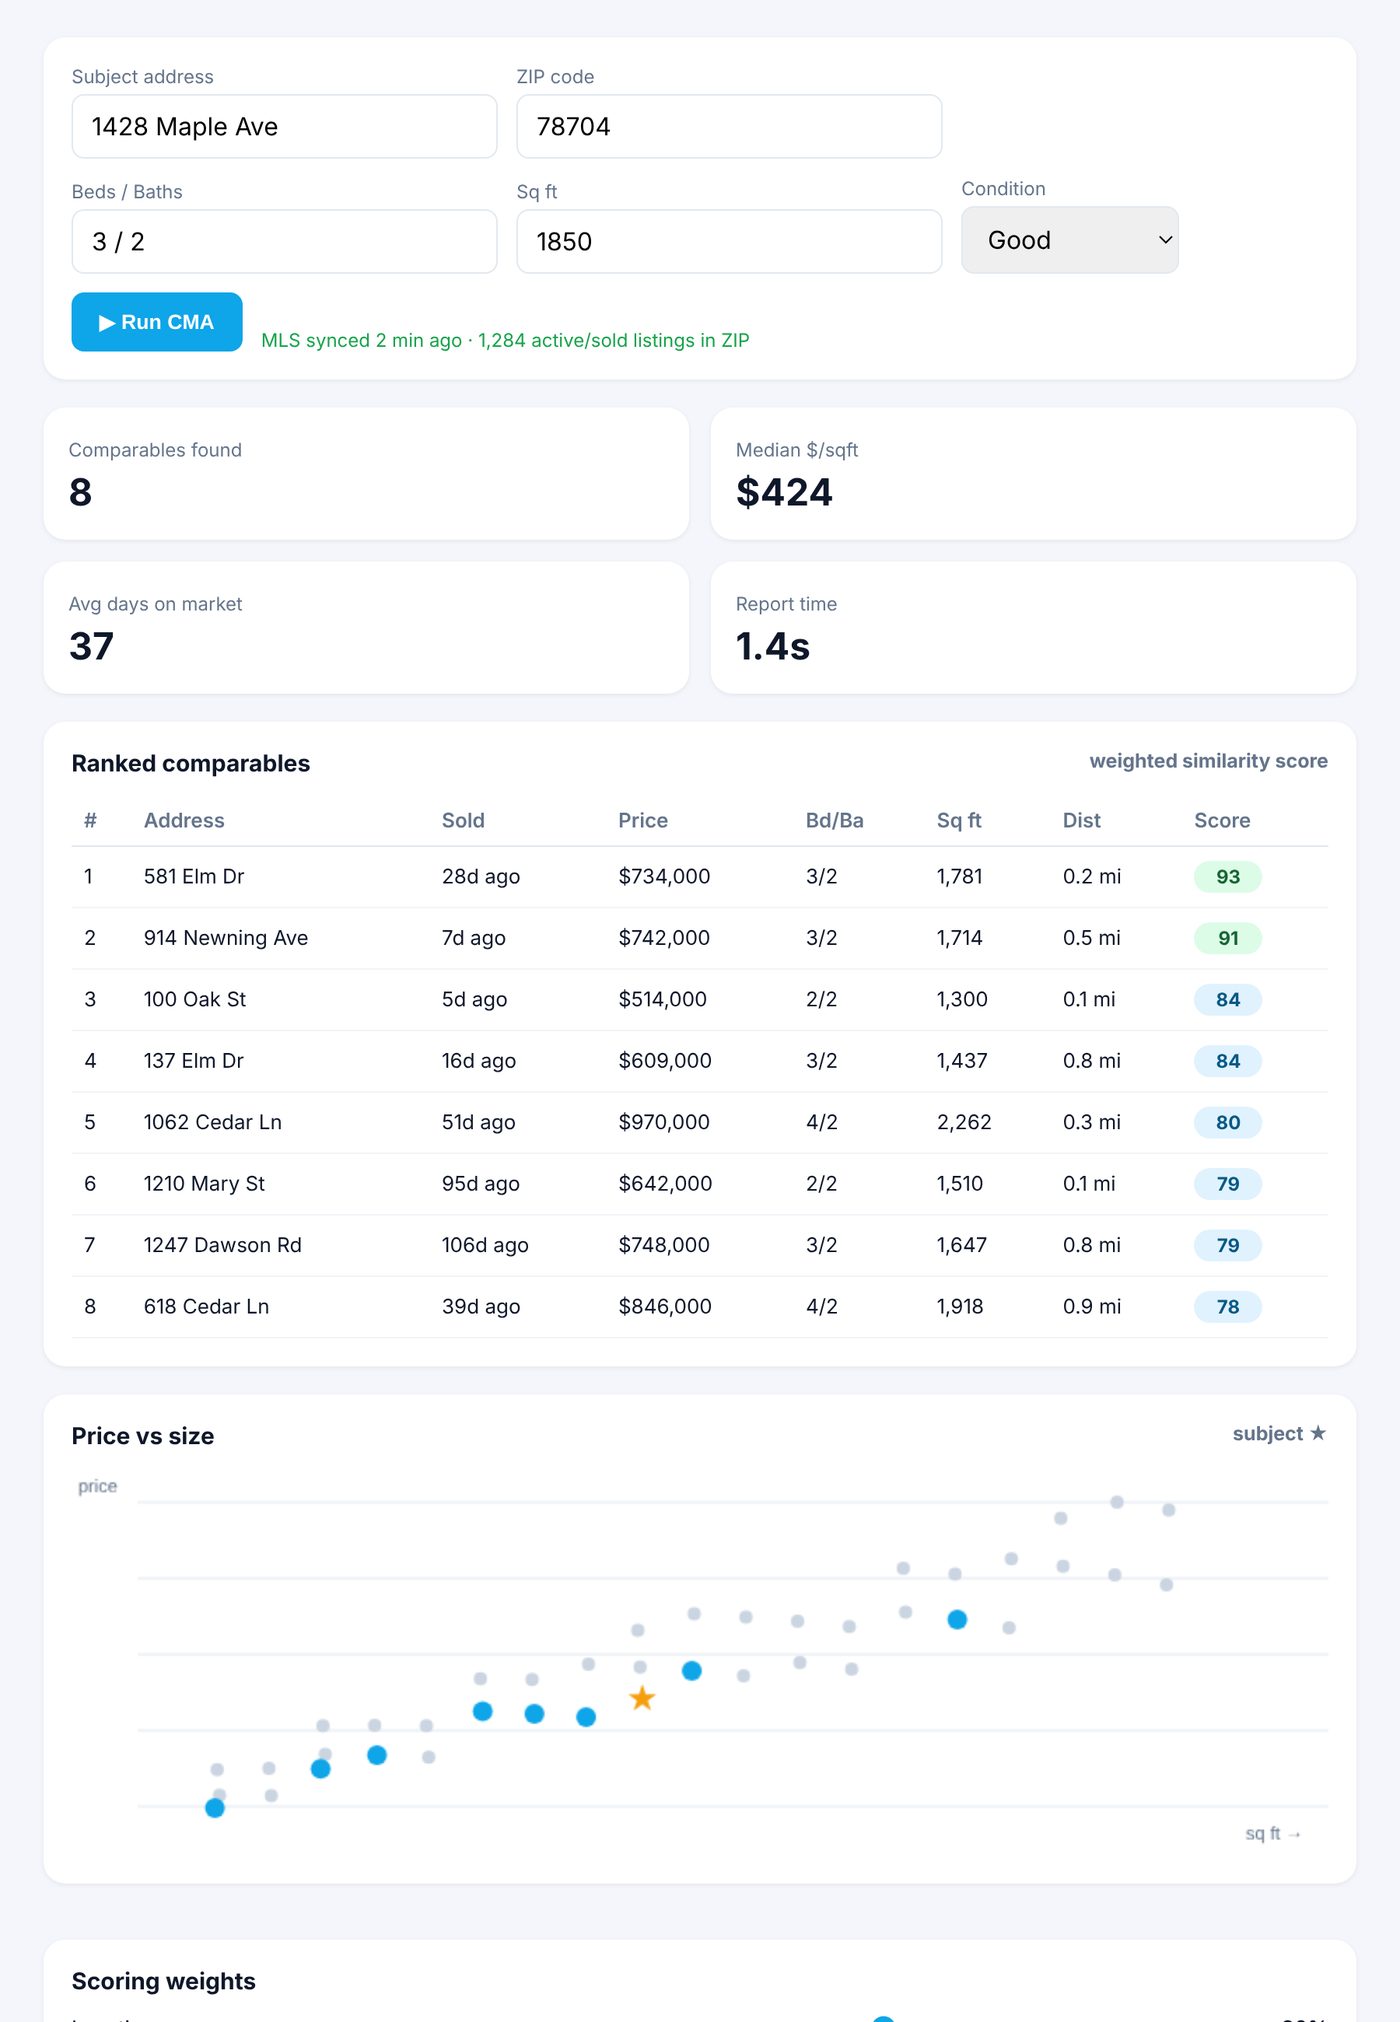 Subject address ZIP code
1428 Maple Ave 78704
Beds / Baths Sq ft Condition
3 / 2 1850 Good
▶ Run CMA MLS synced 2 min ago · 1,284 active/sold listings in ZIP
Comparables found Median $/sqft
8 $424
Avg days on market Report time
37 1.4s
Ranked comparables weighted similarity score
# Address Sold Price Bd/Ba Sq ft Dist Score
1 581 Elm Dr 28d ago $734,000 3/2 1,781 0.2 mi 93
2 914 Newning Ave 7d ago $742,000 3/2 1,714 0.5 mi 91
3 100 Oak St 5d ago $514,000 2/2 1,300 0.1 mi 84
4 137 Elm Dr 16d ago $609,000 3/2 1,437 0.8 mi 84
5 1062 Cedar Ln 51d ago $970,000 4/2 2,262 0.3 mi 80
6 1210 Mary St 95d ago $642,000 2/2 1,510 0.1 mi 79
7 1247 Dawson Rd 106d ago $748,000 3/2 1,647 0.8 mi 79
8 618 Cedar Ln 39d ago $846,000 4/2 1,918 0.9 mi 78
Price vs size subject ★
price
sq ft →
Scoring weights